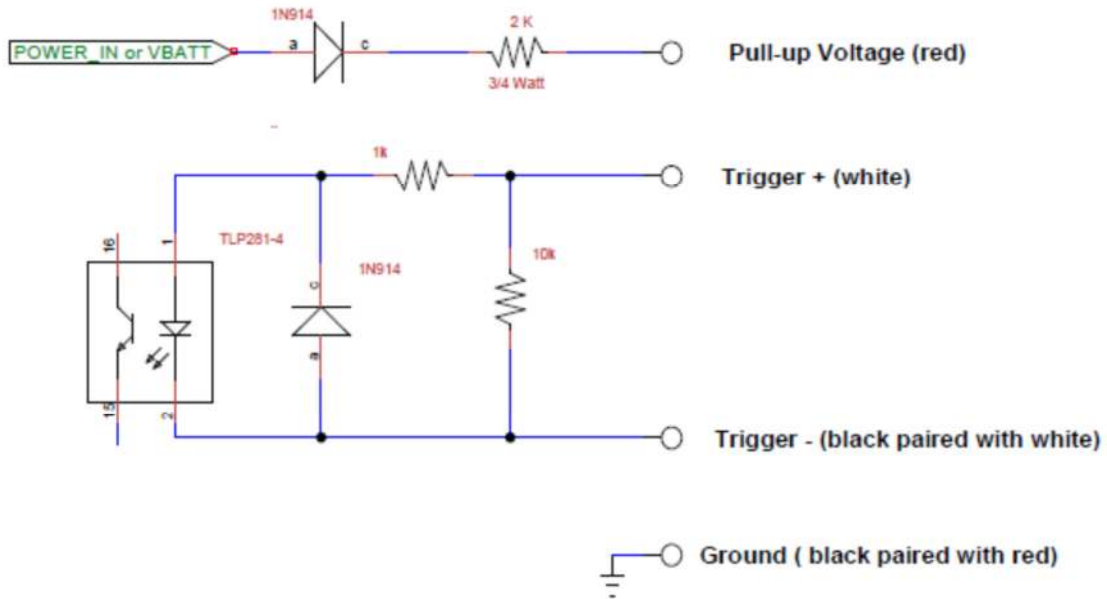 1N914
2 K
POWER_IN or VBATT
a
c
Pull-up Voltage (red)
3/4 Watt
1k
Trigger + (white)
16
1
TLP281-4
10k
c
1N914
a
15
2
Trigger - (black paired with white)
Ground ( black paired with red)